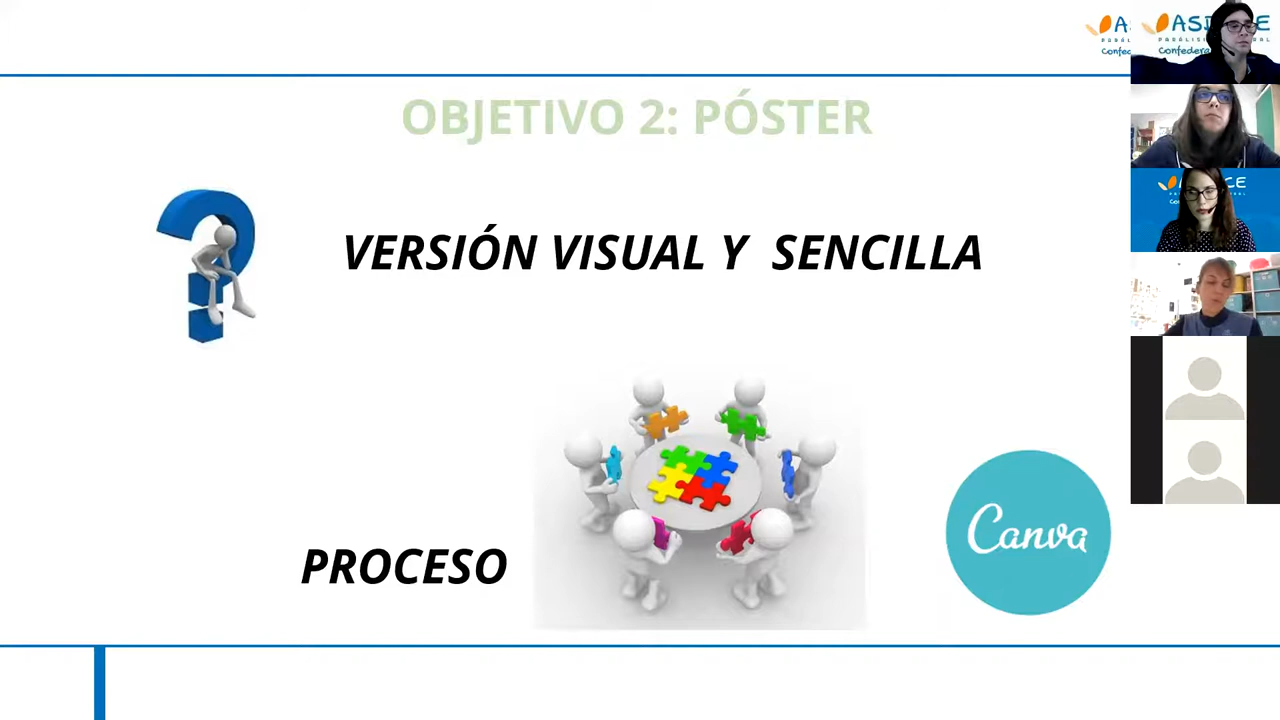 OBJETIVO 2: PÓSTER
VERSIÓN VISUAL Y SENCILLA
PROCESO
Canva